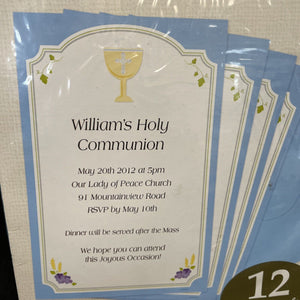 William's Holy
Communion
May 20th 2012 at 5pm
Our Lady of Peace Church
91 Mountainview Road
RSVP by May 10th
Dinner will be served after the Mass
We hope you can attend
this Joyous Occasion!
12